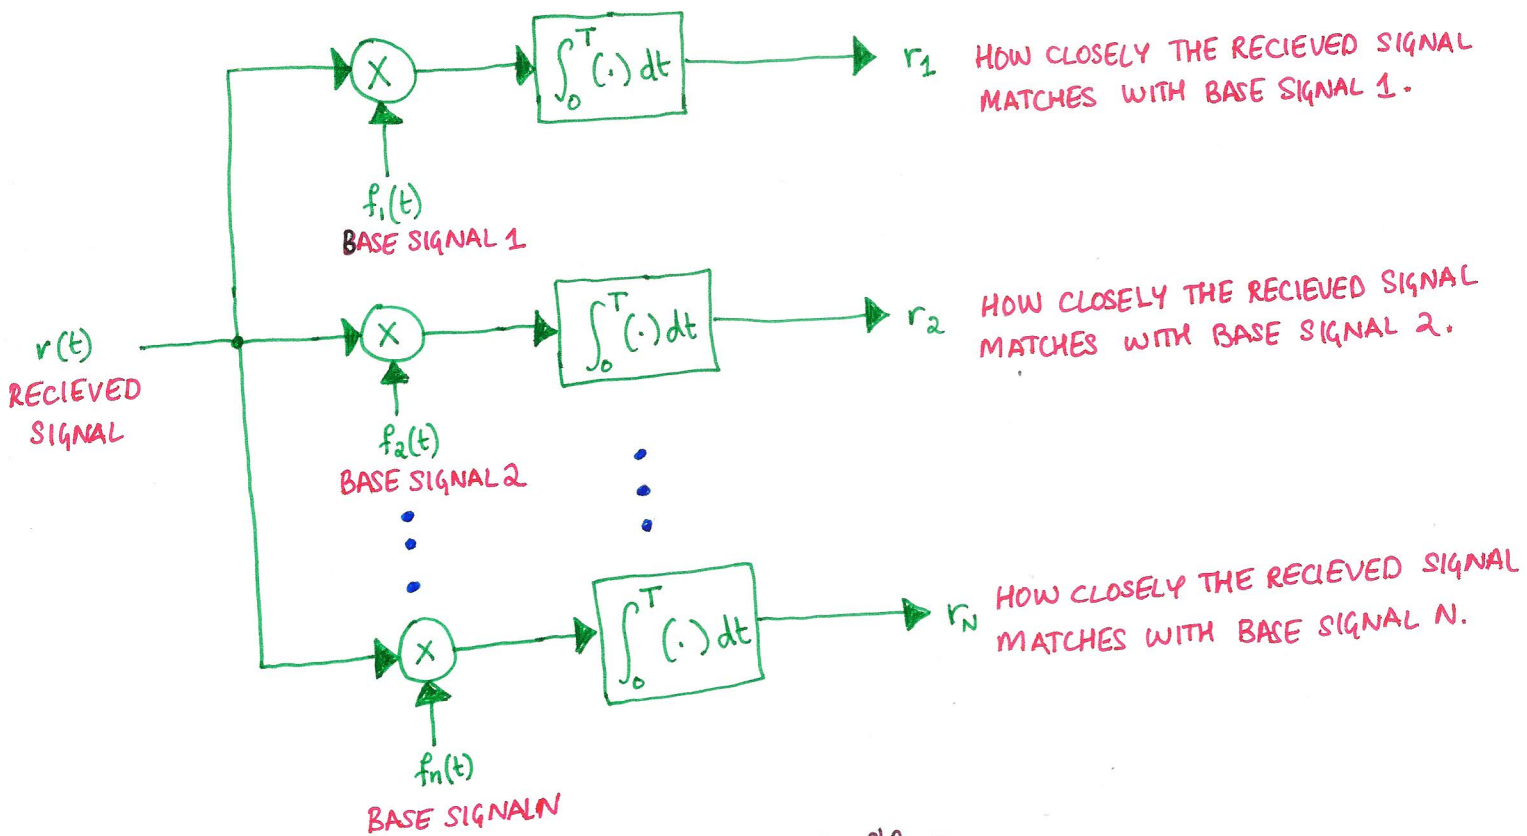 ∫₀ᵀ(·)dt
X
r₁
HOW CLOSELY THE RECIEVED SIGNAL
MATCHES WITH BASE SIGNAL 1.
f₁(t)
BASE SIGNAL 1
r(t)
RECIEVED
SIGNAL
X
∫₀ᵀ(·)dt
r₂
HOW CLOSELY THE RECIEVED SIGNAL
MATCHES WITH BASE SIGNAL 2.
f₂(t)
BASE SIGNAL 2
X
∫₀ᵀ(·)dt
r_N
HOW CLOSELY THE RECIEVED SIGNAL
MATCHES WITH BASE SIGNAL N.
fn(t)
BASE SIGNAL N